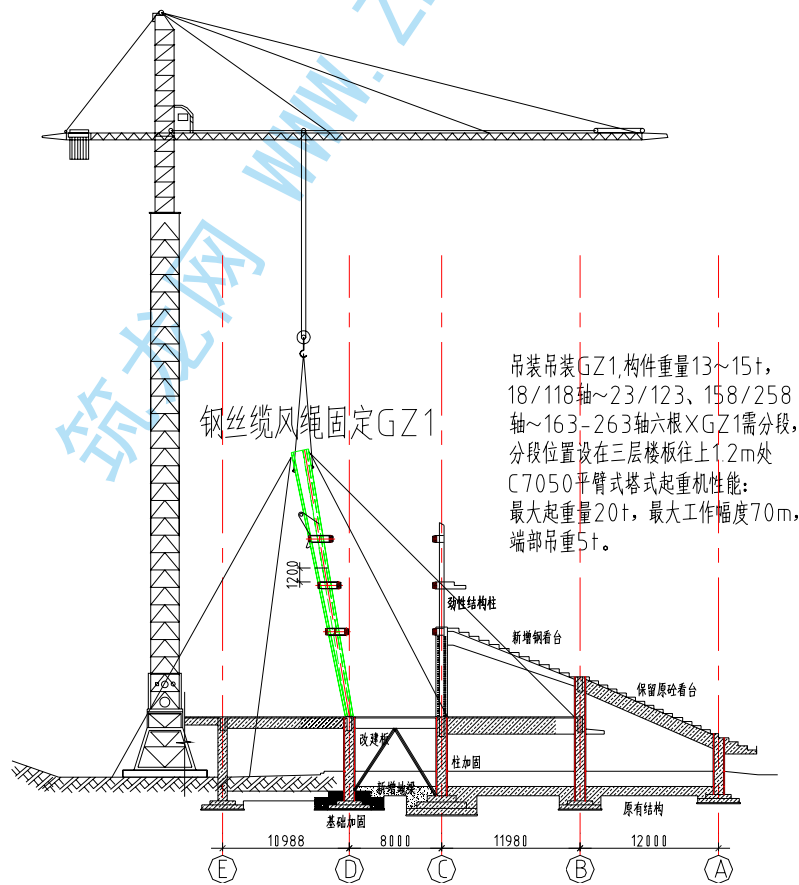 筑龙网 WWW.ZH
吊装吊装GZ1,构件重量13~15t,
18/118轴~23/123、158/258
轴~163-263轴六根XGZ1需分段,
分段位置设在三层楼板往上1.2m处
C7050平臂式塔式起重机性能:
最大起重量20t,最大工作幅度70m,
端部吊重5t。
钢丝缆风绳固定GZ1
1200
劲性结构柱
新增钢看台
保留原砼看台
改建板
柱加固
新增地梁
基础加固
原有结构
10988
8000
11980
12000
E
D
C
B
A